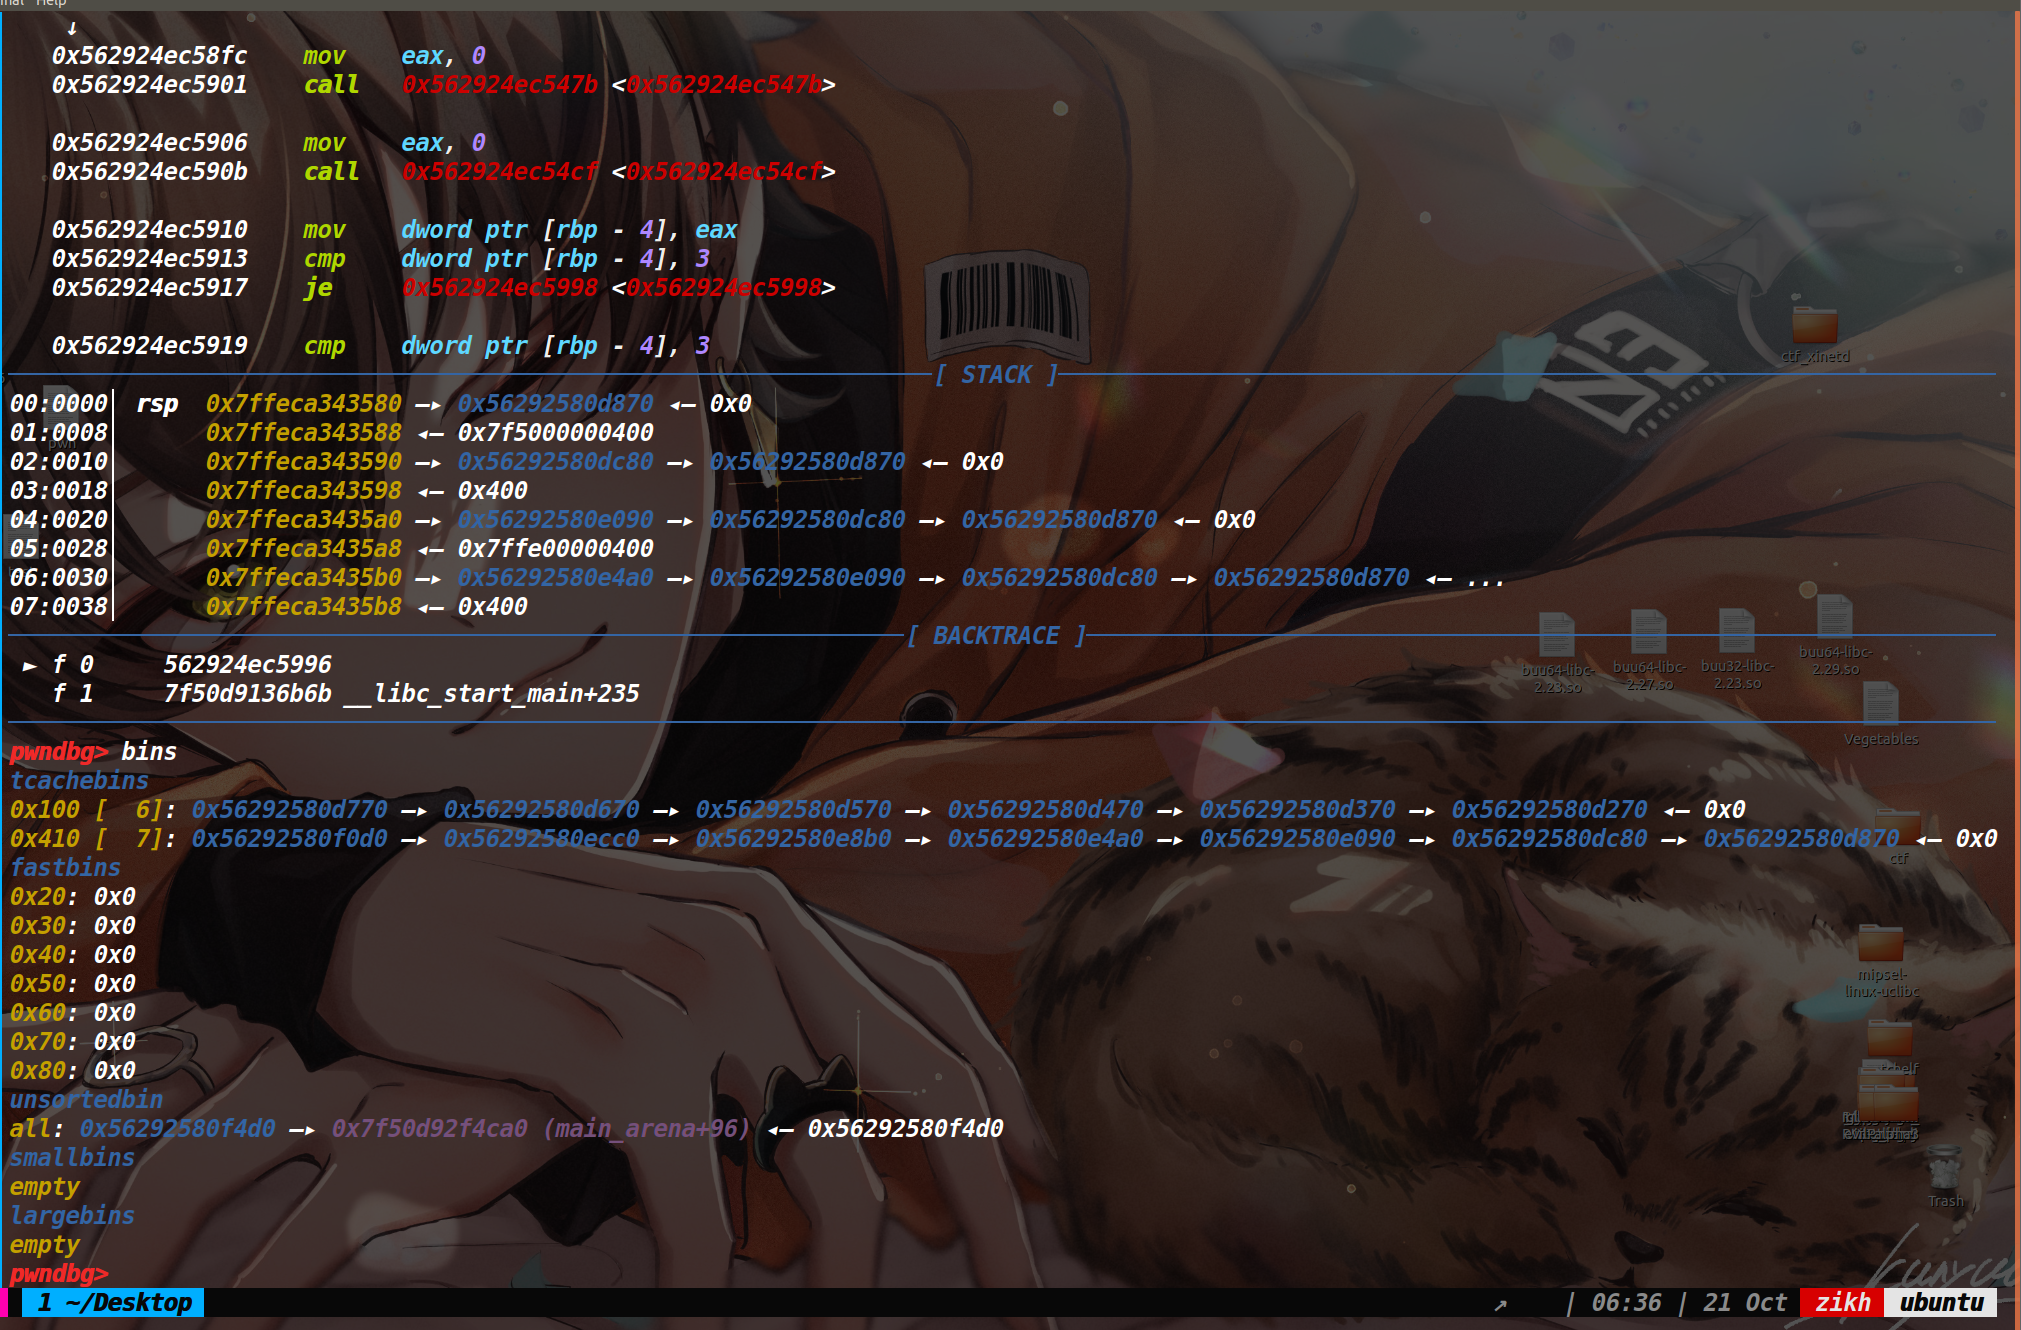 Help
↓
0x562924ec58fc mov eax, 0
0x562924ec5901 call 0x562924ec547b <0x562924ec547b>
0x562924ec5906 mov eax, 0
0x562924ec590b call 0x562924ec54cf <0x562924ec54cf>
0x562924ec5910 mov dword ptr [rbp - 4], eax
0x562924ec5913 cmp dword ptr [rbp - 4], 3
0x562924ec5917 je 0x562924ec5998 <0x562924ec5998>
0x562924ec5919 cmp dword ptr [rbp - 4], 3
[ STACK ]
00:0000│ rsp 0x7ffeca343580 —▸ 0x56292580d870 ◂— 0x0
01:0008│ 0x7ffeca343588 ◂— 0x7f5000000400
02:0010│ 0x7ffeca343590 —▸ 0x56292580dc80 —▸ 0x56292580d870 ◂— 0x0
03:0018│ 0x7ffeca343598 ◂— 0x400
04:0020│ 0x7ffeca3435a0 —▸ 0x56292580e090 —▸ 0x56292580dc80 —▸ 0x56292580d870 ◂— 0x0
05:0028│ 0x7ffeca3435a8 ◂— 0x7ffe00000400
06:0030│ 0x7ffeca3435b0 —▸ 0x56292580e4a0 —▸ 0x56292580e090 —▸ 0x56292580dc80 —▸ 0x56292580d870 ◂— ...
07:0038│ 0x7ffeca3435b8 ◂— 0x400
[ BACKTRACE ]
► f 0 562924ec5996
f 1 7f50d9136b6b __libc_start_main+235
pwndbg> bins
tcachebins
0x100 [ 6]: 0x56292580d770 —▸ 0x56292580d670 —▸ 0x56292580d570 —▸ 0x56292580d470 —▸ 0x56292580d370 —▸ 0x56292580d270 ◂— 0x0
0x410 [ 7]: 0x56292580f0d0 —▸ 0x56292580ecc0 —▸ 0x56292580e8b0 —▸ 0x56292580e4a0 —▸ 0x56292580e090 —▸ 0x56292580dc80 —▸ 0x56292580d870 ◂— 0x0
fastbins
0x20: 0x0
0x30: 0x0
0x40: 0x0
0x50: 0x0
0x60: 0x0
0x70: 0x0
0x80: 0x0
unsortedbin
all: 0x56292580f4d0 —▸ 0x7f50d92f4ca0 (main_arena+96) ◂— 0x56292580f4d0
smallbins
empty
largebins
empty
pwndbg>
1 ~/Desktop ↗ | 06:36 | 21 Oct zikh ubuntu
ctf_xinetd
pwn
buu64-libc-
2.23.so
buu64-libc-
2.27.so
buu32-libc-
2.23.so
buu64-libc-
2.29.so
Vegetables
ctf
mipsel-
linux-uclibc
Trash